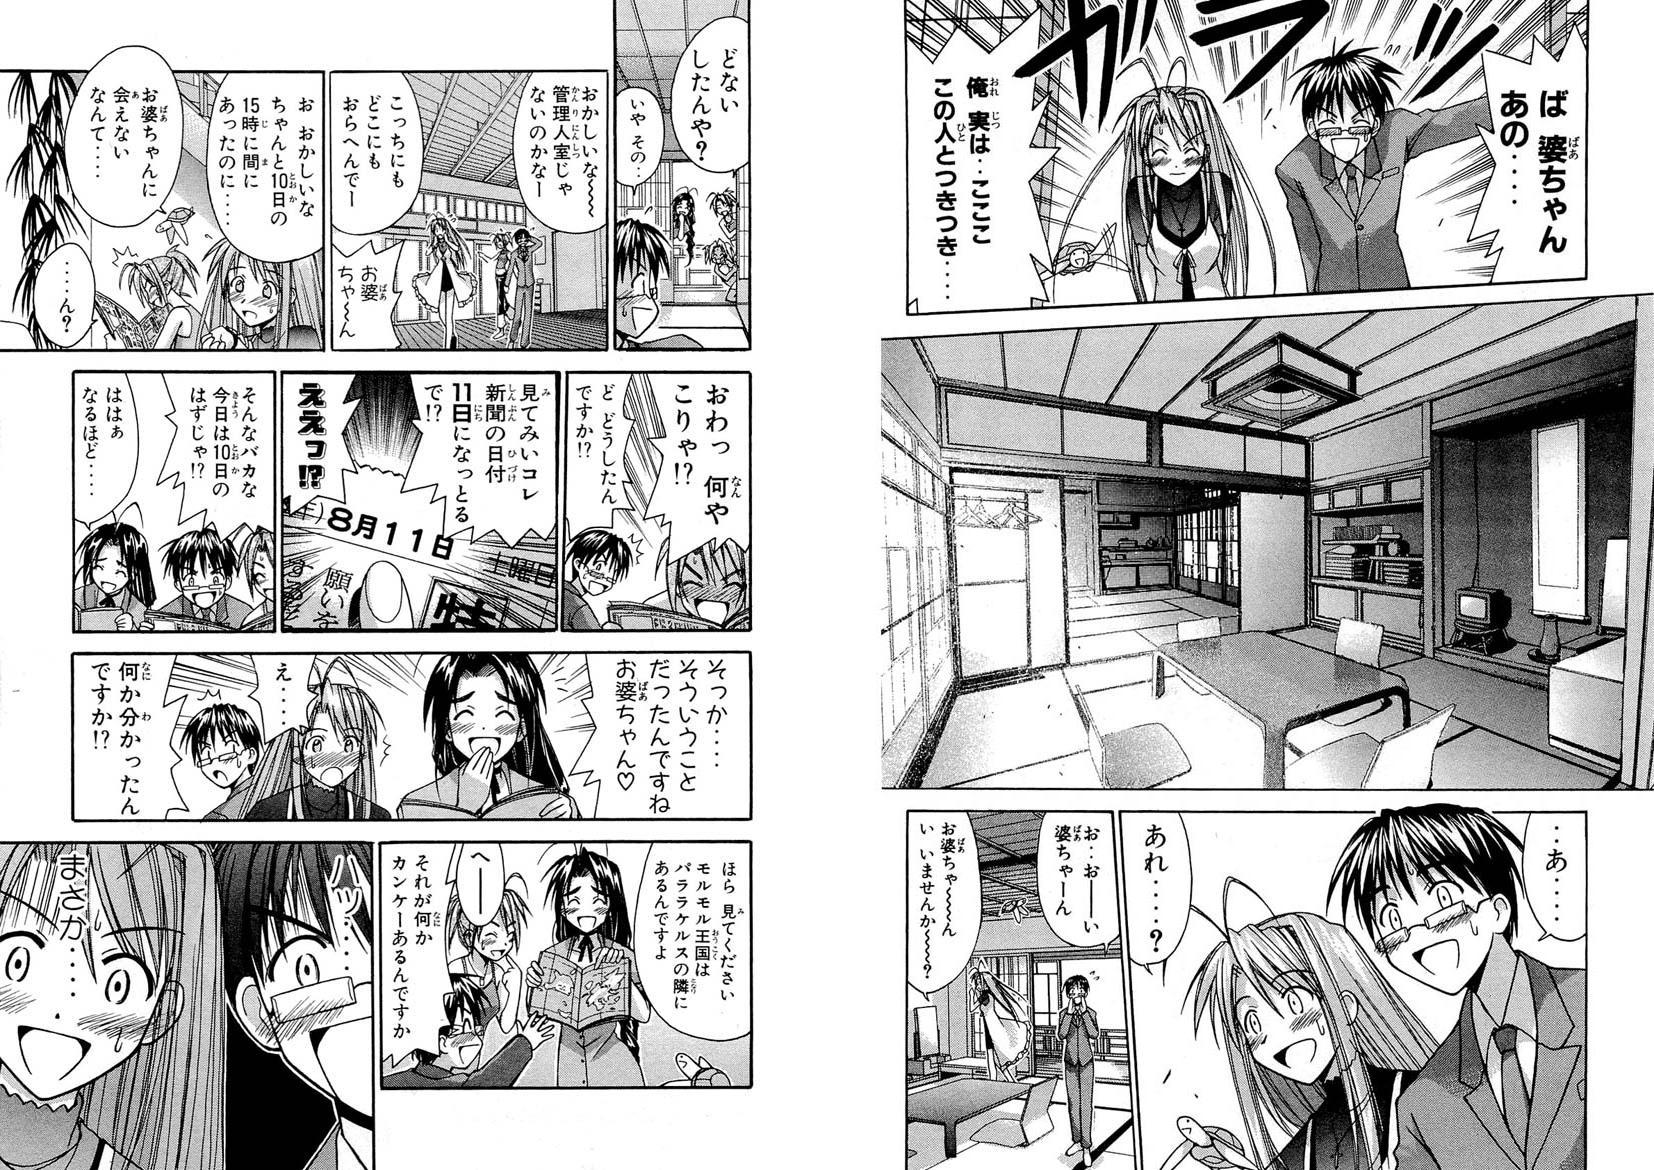 ガラッ
ば 婆ちゃん
あの‥‥
俺 実は‥ここここ
この人とつきつき‥‥
‥あ‥
あれ‥‥
‥?
お‥おーい
婆ちゃーん
お婆ちゃ〜〜〜ん
い いませんか〜〜〜?
どない
したんや?
いや その‥
おかしいな〜〜
管理人室じゃ
ないのかなー
こっちにも
どこにも
おらへんでー
お婆
ちゃ〜ん
お おかしいな
ちゃんと10日の
15時に間に
あったのに‥‥
お婆ちゃんに
会えない
なんて‥‥
‥‥ん?
おわっ 何や
こりゃ!?
ど どうしたん
ですか!?
見てみいコレ
新聞の日付
11日になっとる
で!?
ええっ!?
8月11日
土曜日
願いを
特
そんなバカな
今日は10日の
はずじゃ!?
ははぁ
なるほど‥‥
そっか‥‥
そういうこと
だったんですね
お婆ちゃん♡
え‥‥
何か分かったん
ですか!?
ほら 見てください
モルモル王国は
パララケルスの隣に
あるんですよ
へーー
それが何か
カンケーあるんですか
ハッ‥‥
まさか‥‥